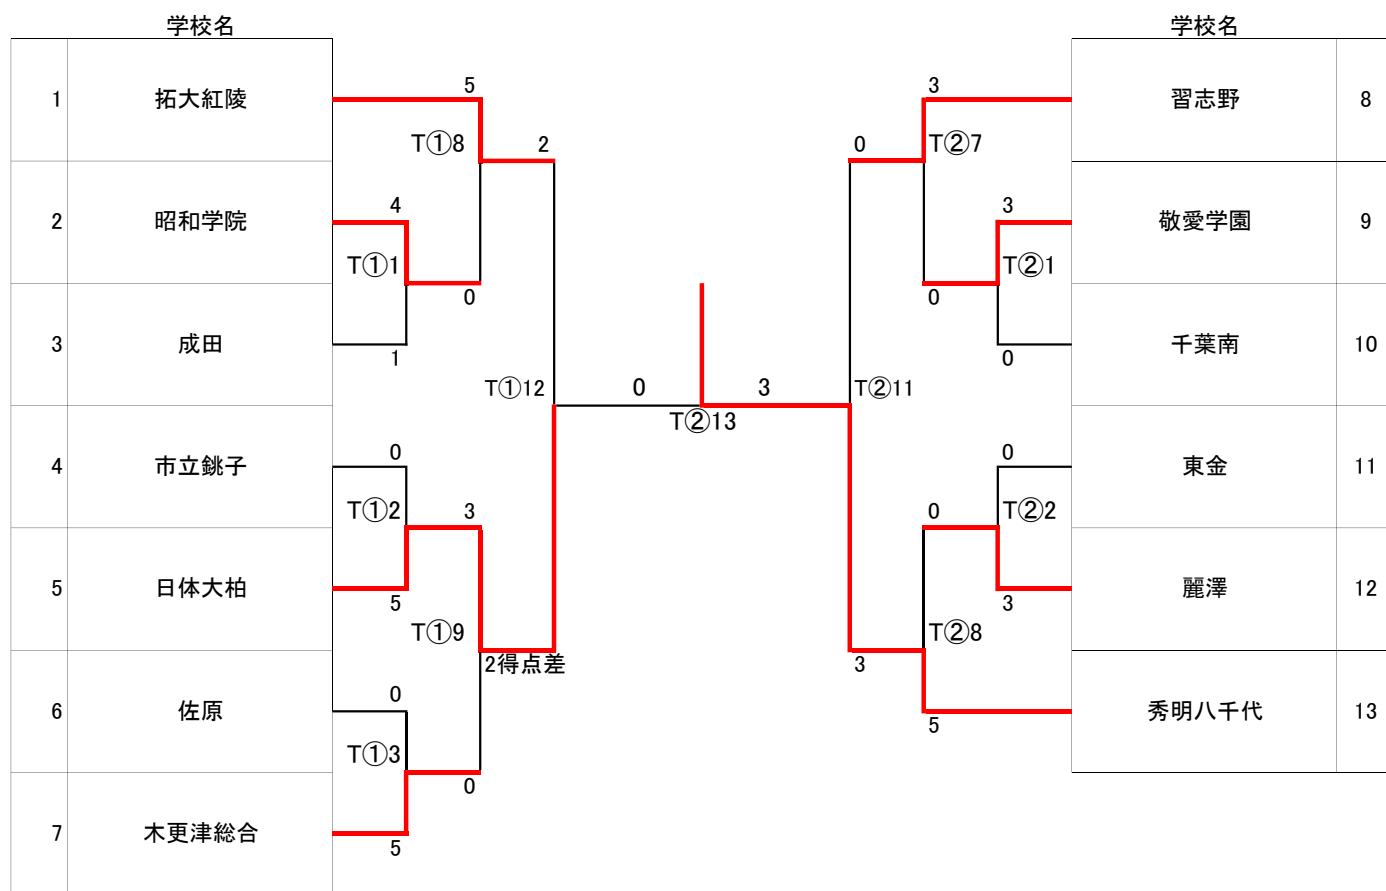 学校名 学校名
5 3
1 拓大紅陵 習志野 8
T①8 2 0 T②7
4 3
2 昭和学院 敬愛学園 9
T①1 T②1
0 0
3 成田 千葉南 10
1 0
T①12 0 3 T②11
T②13
0 0
4 市立銚子 東金 11
T①2 3 0 T②2
5 日体大柏 麗澤 12
5 3
T①9 T②8
2得点差 3
0
6 佐原 秀明八千代 13
5
T①3
0
7 木更津総合
5